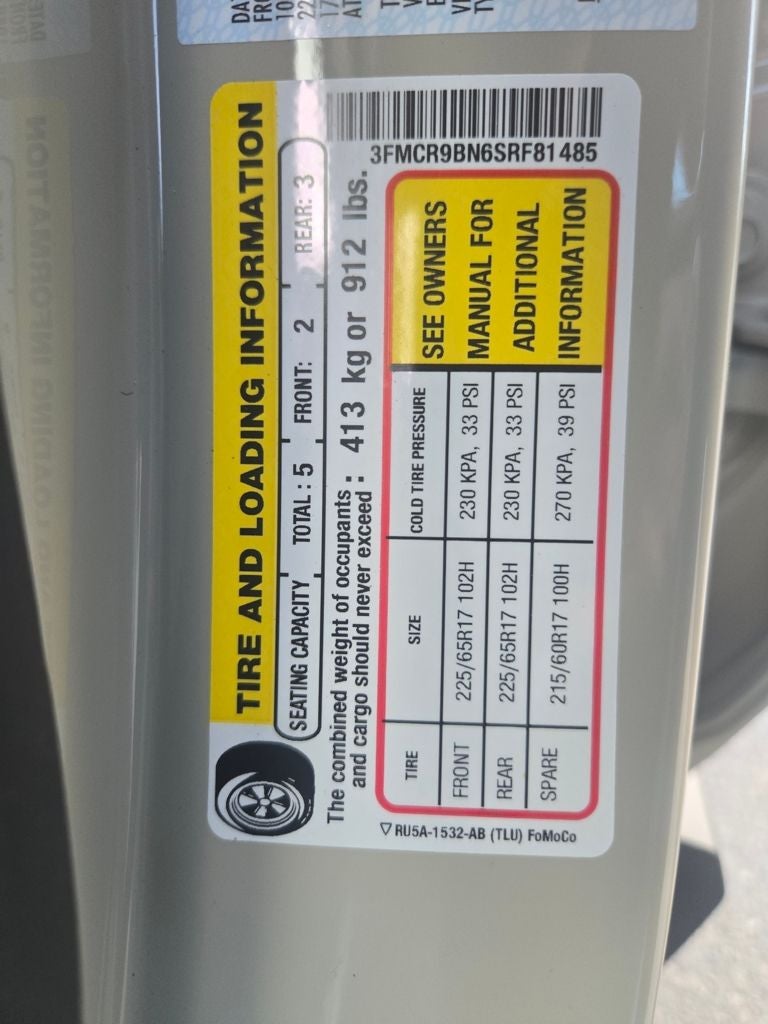 TIRE AND LOADING INFORMATION
SEATING CAPACITY TOTAL : 5 FRONT: 2 REAR: 3
The combined weight of occupants
and cargo should never exceed : 413 kg or 912 lbs.
3FMCR9BN6SRF81485
TIRE SIZE COLD TIRE PRESSURE
FRONT 225/65R17 102H 230 KPA, 33 PSI
REAR 225/65R17 102H 230 KPA, 33 PSI
SPARE 215/60R17 100H 270 KPA, 39 PSI
SEE OWNERS
MANUAL FOR
ADDITIONAL
INFORMATION
RU5A-1532-AB (TLU) FoMoCo